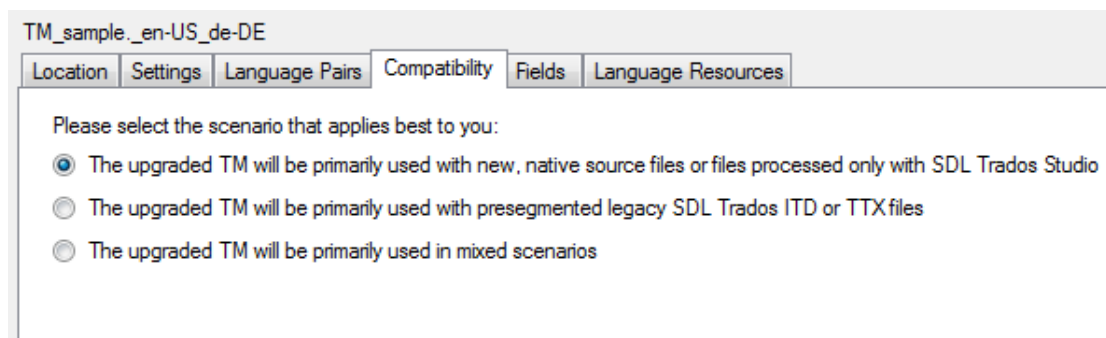 TM_sample._en-US_de-DE
Location Settings Language Pairs Compatibility Fields Language Resources
Please select the scenario that applies best to you:
The upgraded TM will be primarily used with new, native source files or files processed only with SDL Trados Studio
The upgraded TM will be primarily used with presegmented legacy SDL Trados ITD or TTX files
The upgraded TM will be primarily used in mixed scenarios